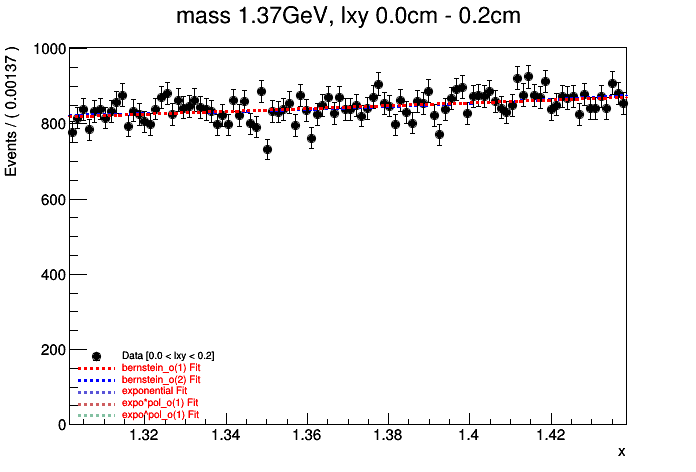 mass 1.37GeV, lxy 0.0cm - 0.2cm
Events / ( 0.00137 )
1000
800
600
400
200
0
Data [0.0 < lxy < 0.2]
bernstein_o(1) Fit
bernstein_o(2) Fit
exponential Fit
expo*pol_o(1) Fit
expo*pol_o(1) Fit
1.32 1.34 1.36 1.38 1.4 1.42
x